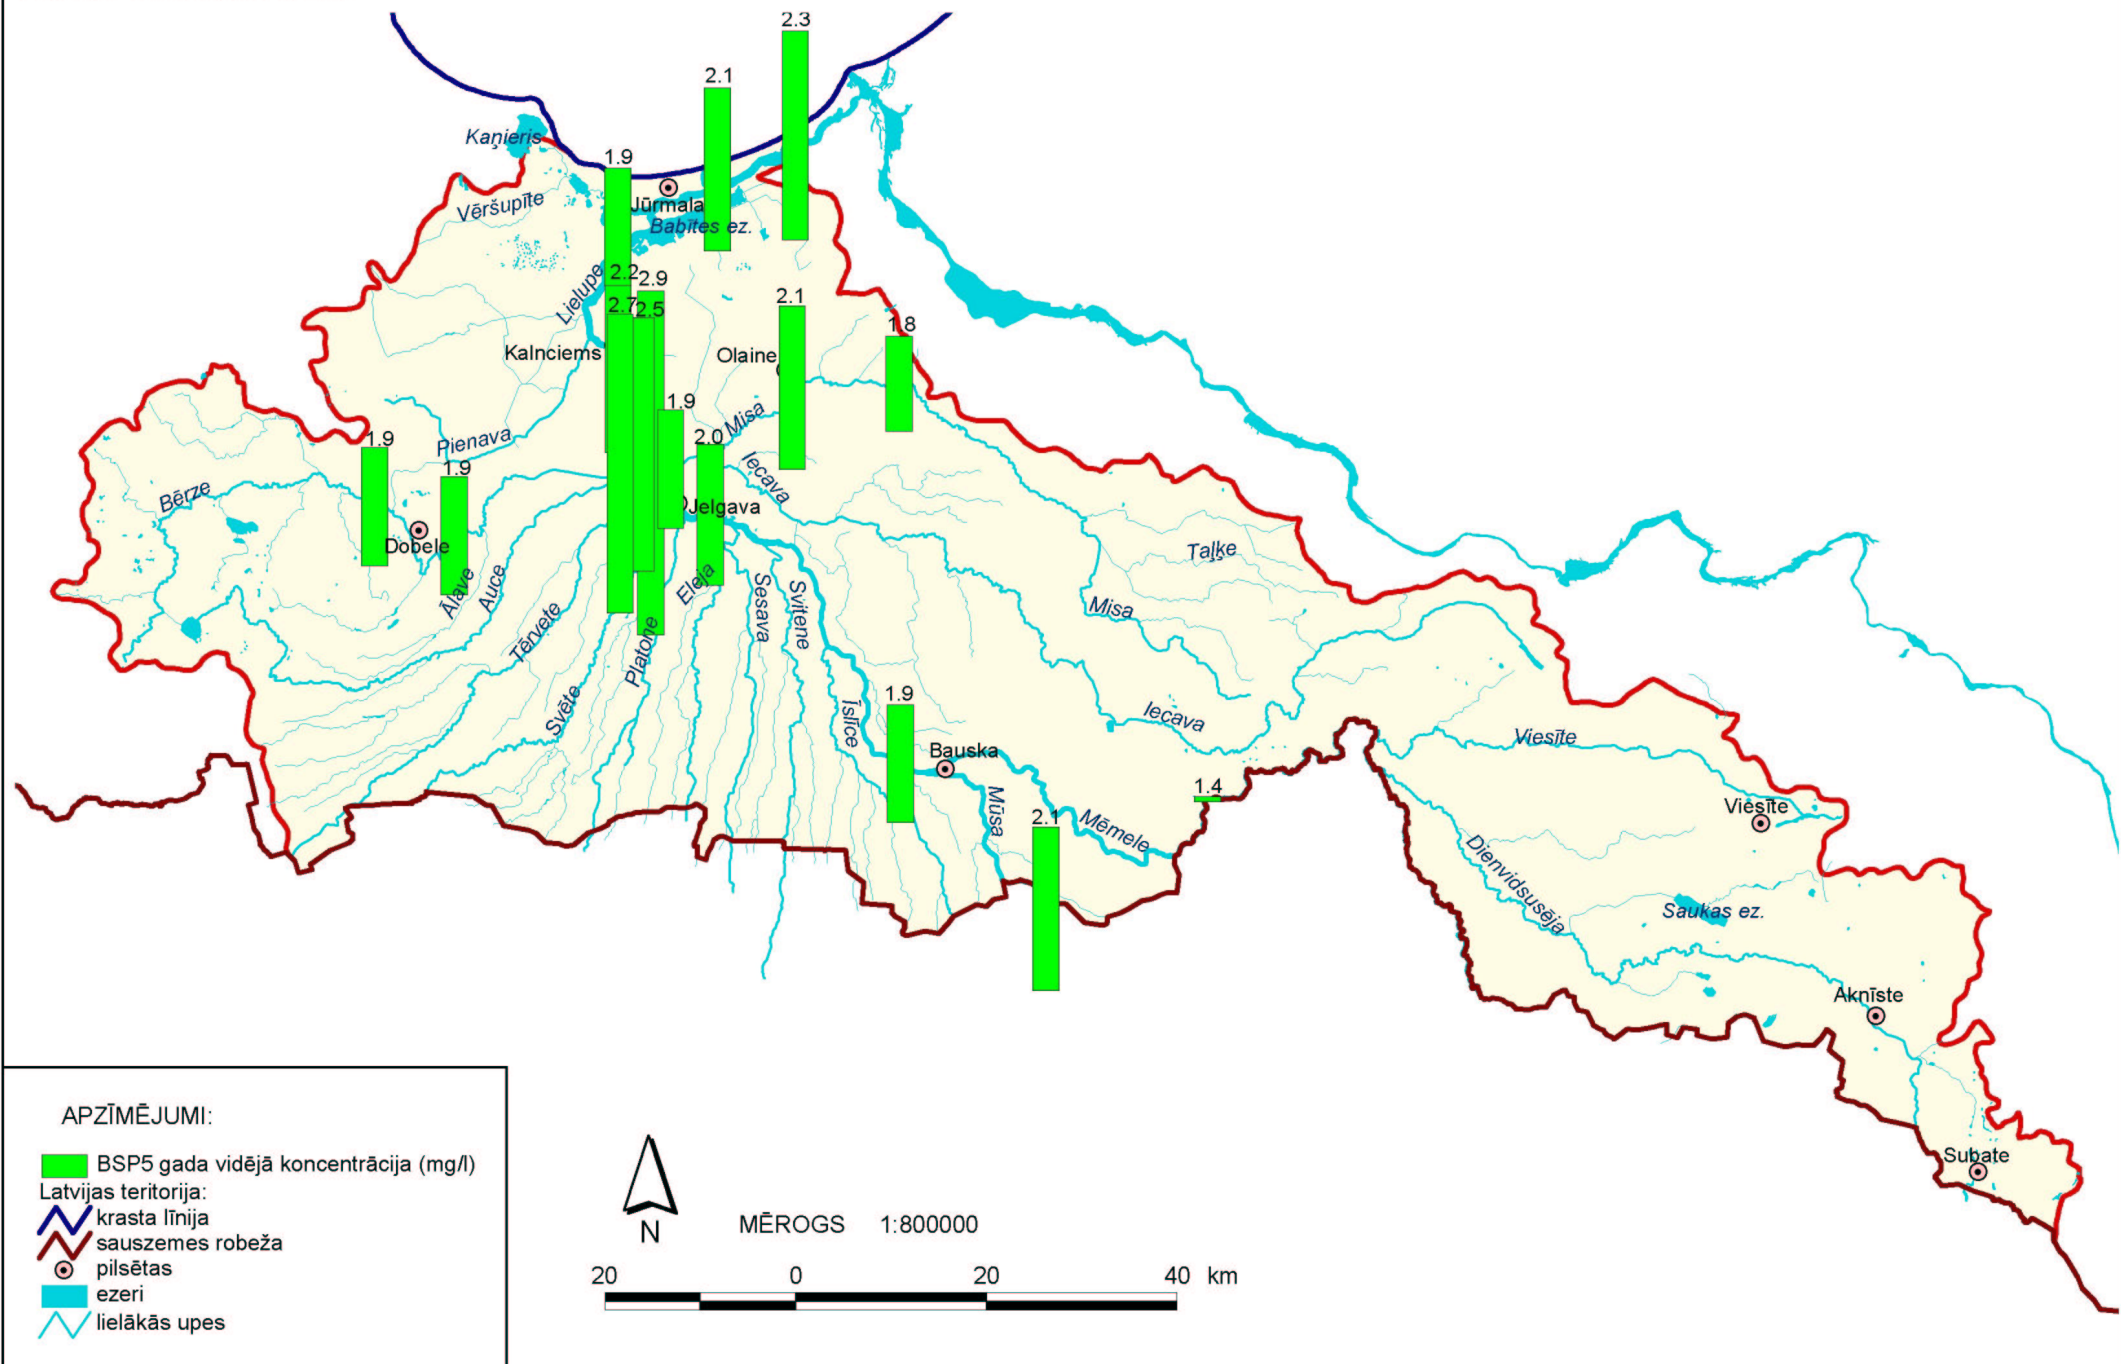 2.3
2.1
Kaņieris
1.9
Vēršupīte
Jūrmala
Babītes ez.
Lielupe
2.2
2.9
2.7
2.5
2.1
1.8
Kalnciems
Olaine
1.9
Misa
2.0
1.9
Pienava
1.9
Iecava
Bērze
Jelgava
Dobele
Taļķe
Ālave
Auce
Eleja
Sesava
Svitene
Misa
Tērvete
Platone
Svēte
Īslīce
1.9
Iecava
Viesīte
Bauska
1.4
Mūsa
2.1
Mēmele
Viesīte
Dienvidsusēja
Saukas ez.
Aknīste
Subate
APZĪMĒJUMI:
BSP5 gada vidējā koncentrācija (mg/l)
Latvijas teritorija:
krasta līnija
sauszemes robeža
pilsētas
ezeri
lielākās upes
N
MĒROGS 1:800000
20 0 20 40 km